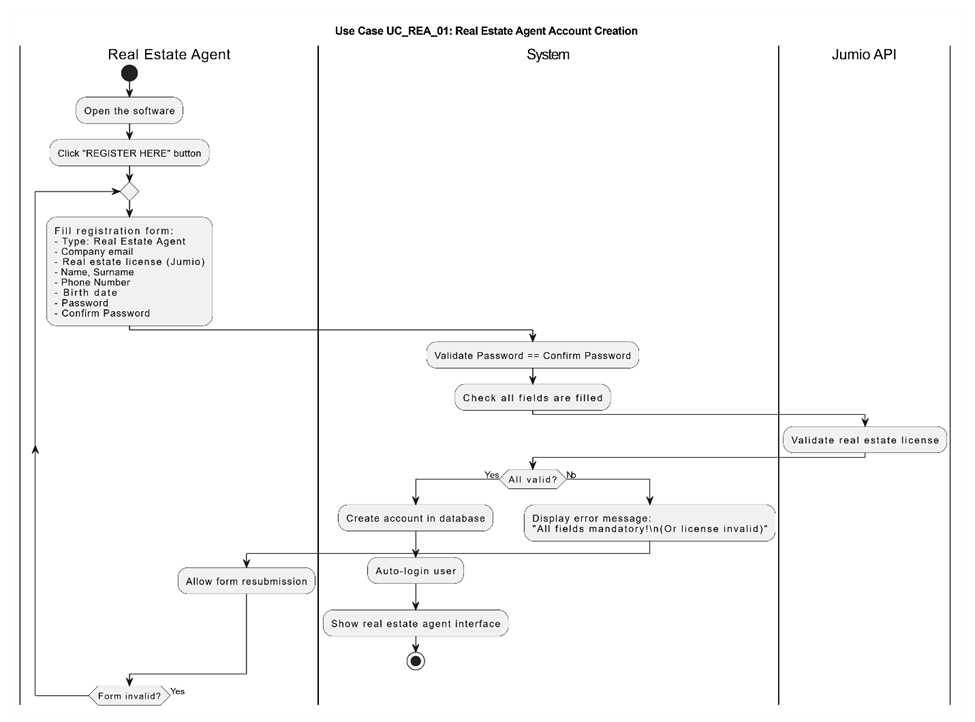 Use Case UC_REA_01: Real Estate Agent Account Creation
Real Estate Agent
System
Jumio API
Open the software
Click "REGISTER HERE" button
Fill registration form:
- Type: Real Estate Agent
- Company email
- Real estate license (Jumio)
- Name, Surname
- Phone Number
- Birth date
- Password
- Confirm Password
Validate Password == Confirm Password
Check all fields are filled
Validate real estate license
Yes
All valid?
No
Create account in database
Display error message:
"All fields mandatory!\n(Or license invalid)"
Allow form resubmission
Auto-login user
Show real estate agent interface
Form invalid?
Yes